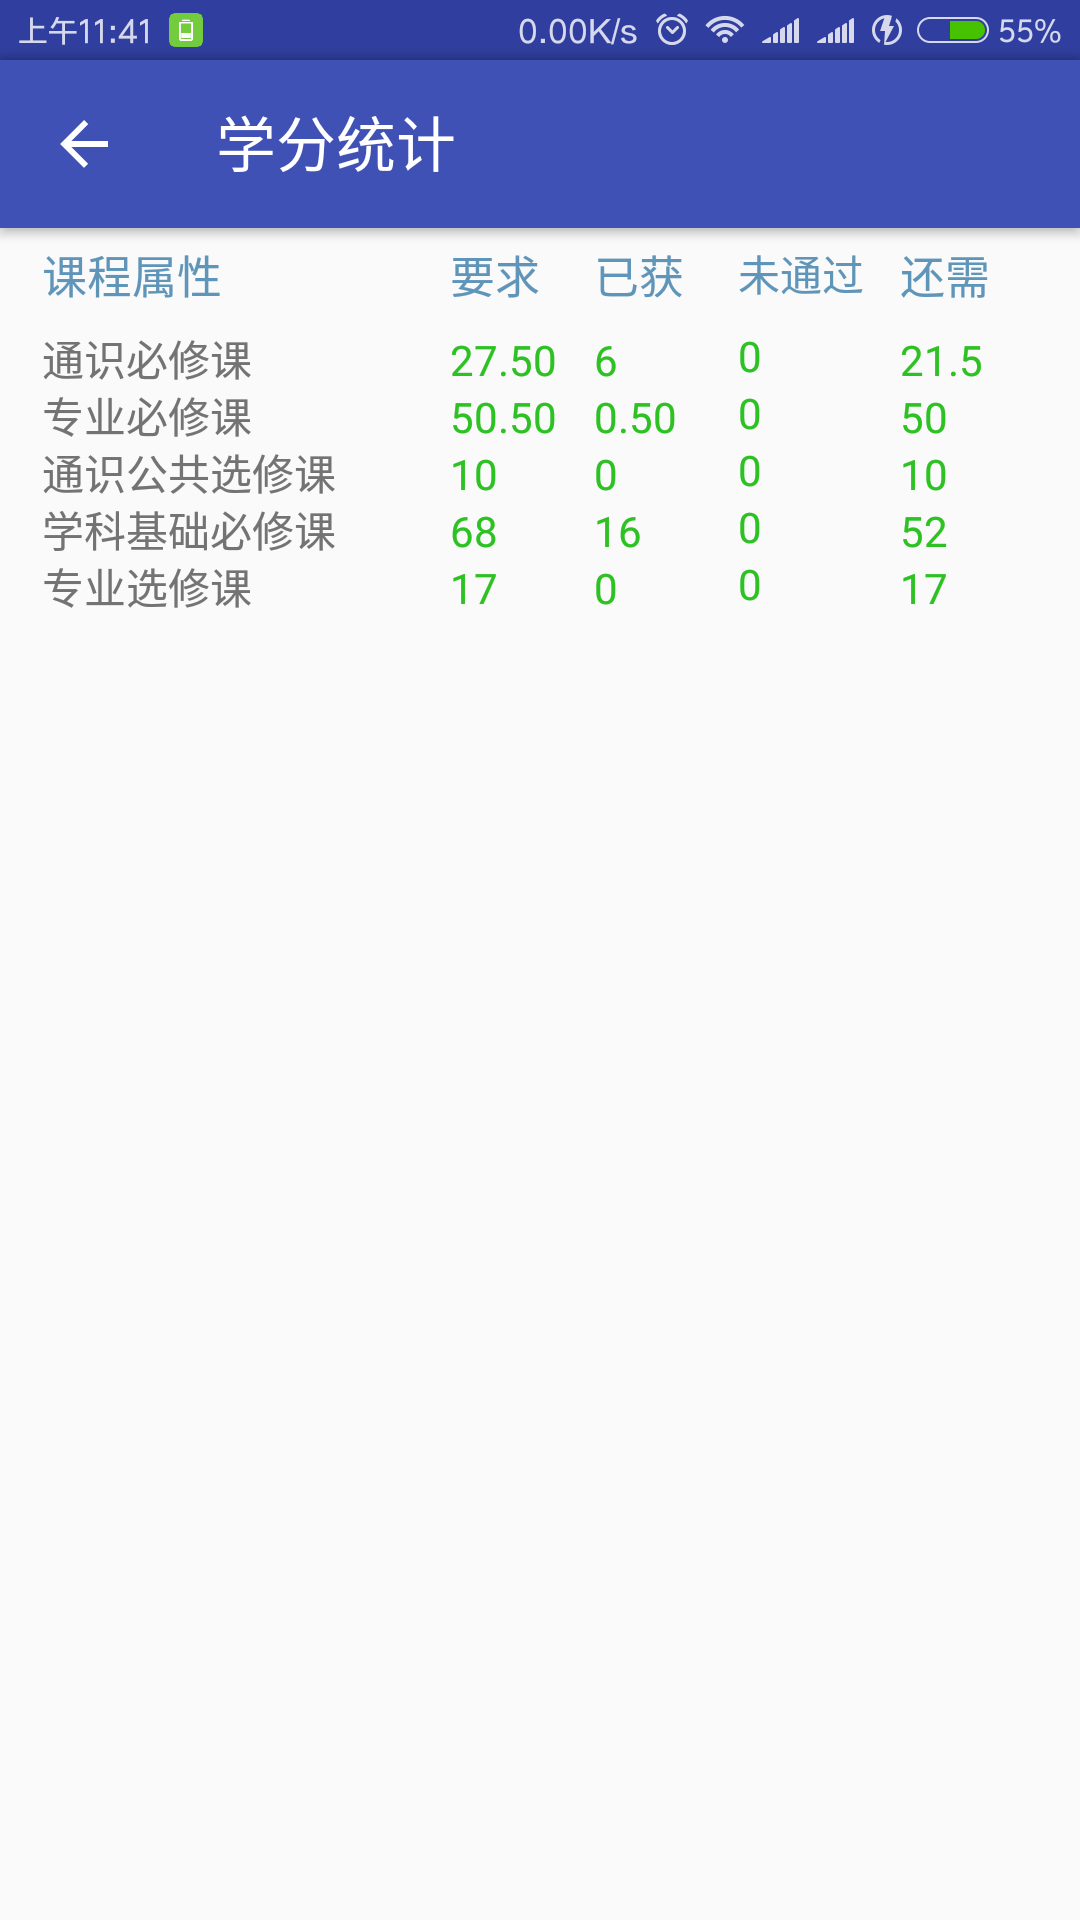 上午11:41 0.00K/s 55%
学分统计
课程属性 要求 已获 未通过 还需
通识必修课 27.50 6 0 21.5
专业必修课 50.50 0.50 0 50
通识公共选修课 10 0 0 10
学科基础必修课 68 16 0 52
专业选修课 17 0 0 17